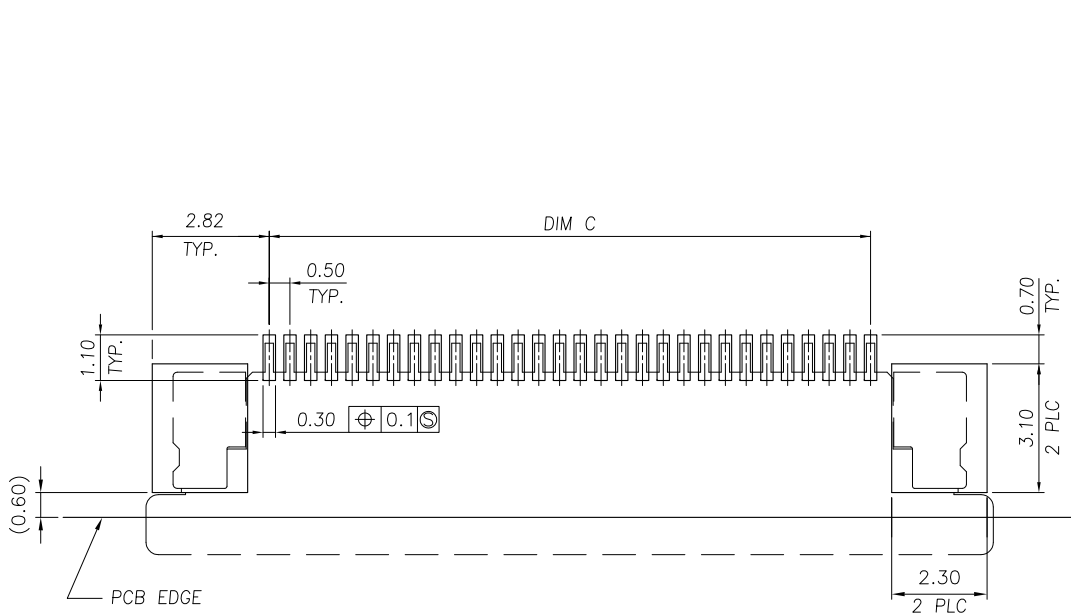 2.82
TYP.
DIM C
0.50
TYP.
0.70
TYP.
1.10
TYP.
0.30
⌖ 0.1 Ⓢ
3.10
2 PLC
(0.60)
PCB EDGE
2.30
2 PLC